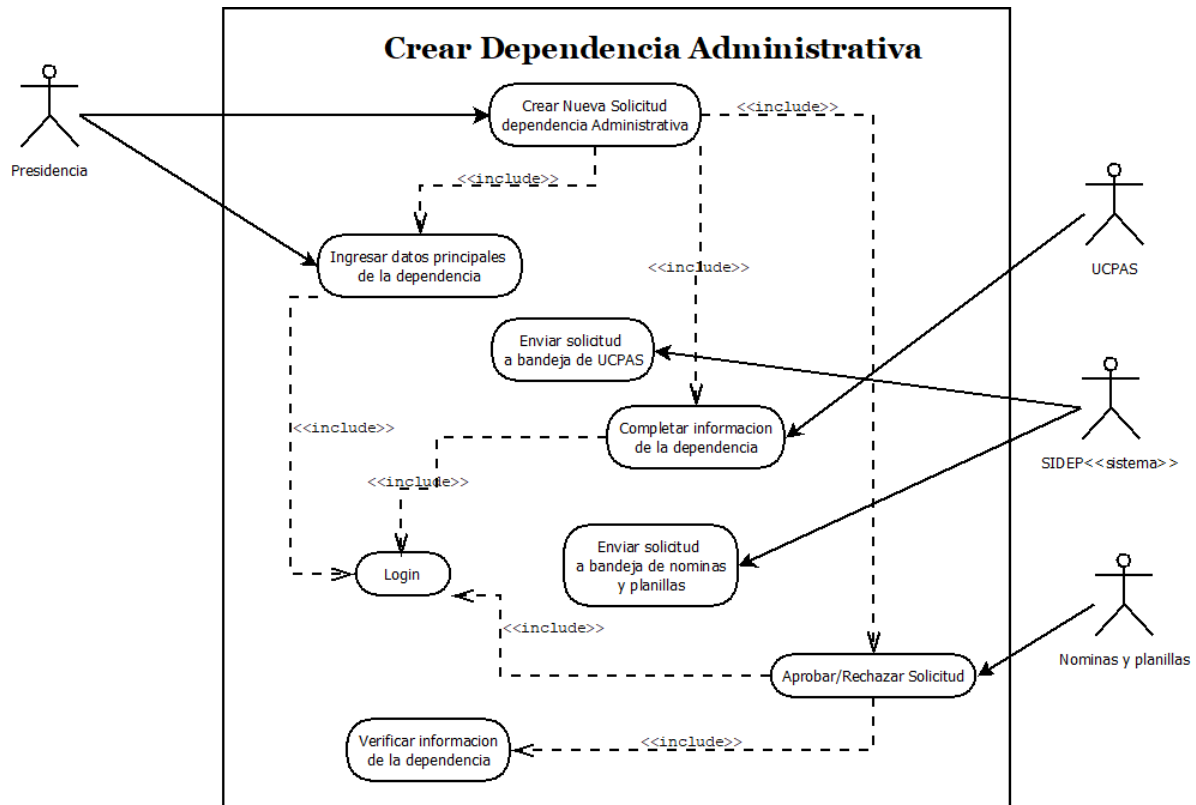 Crear Dependencia Administrativa
Crear Nueva Solicitud
dependencia Administrativa
<<include>>
Presidencia
<<include>>
Ingresar datos principales
de la dependencia
<<include>>
UCPAS
Enviar solicitud
a bandeja de UCPAS
<<include>>
Completar informacion
de la dependencia
SIDEP<<sistema>>
<<include>>
Enviar solicitud
a bandeja de nominas
y planillas
Login
<<include>>
Nominas y planillas
Aprobar/Rechazar Solicitud
Verificar informacion
de la dependencia
<<include>>